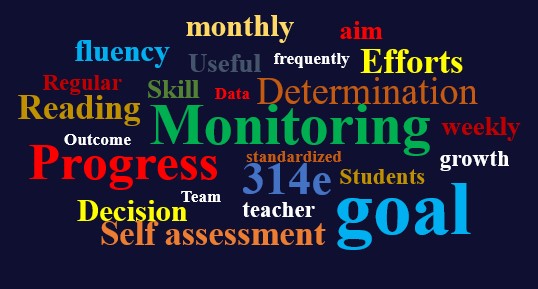 monthly
aim
fluency
Useful
frequently
Efforts
Regular
Skill
Data
Determination
Reading
Monitoring
weekly
Outcome
Progress
standardized
growth
314e
Students
Team
Decision
teacher
goal
Self assessment